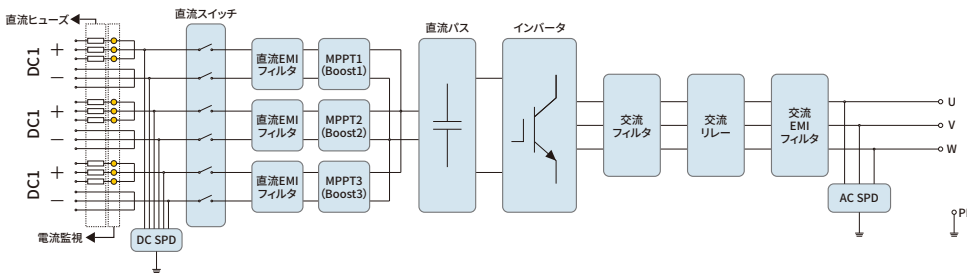 直流ヒューズ
直流スイッチ
直流パス
インバータ
DC1
+
−
DC1
+
−
DC1
+
−
直流EMI
フィルタ
MPPT1
(Boost1)
直流EMI
フィルタ
MPPT2
(Boost2)
直流EMI
フィルタ
MPPT3
(Boost3)
交流
フィルタ
交流
リレー
交流
EMI
フィルタ
U
V
W
AC SPD
電流監視
DC SPD